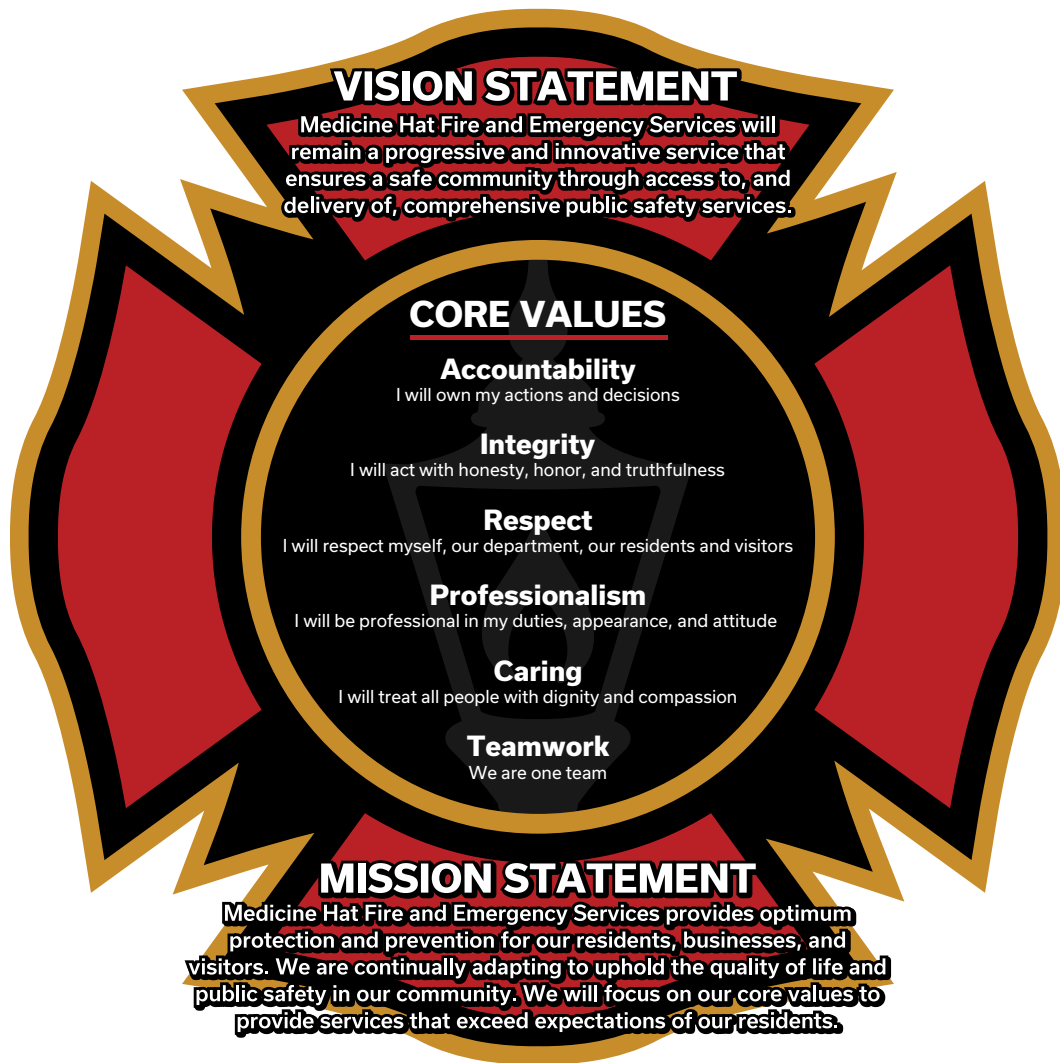 VISION STATEMENT
Medicine Hat Fire and Emergency Services will
remain a progressive and innovative service that
ensures a safe community through access to, and
delivery of, comprehensive public safety services.
CORE VALUES
Accountability
I will own my actions and decisions
Integrity
I will act with honesty, honor, and truthfulness
Respect
I will respect myself, our department, our residents and visitors
Professionalism
I will be professional in my duties, appearance, and attitude
Caring
I will treat all people with dignity and compassion
Teamwork
We are one team
MISSION STATEMENT
Medicine Hat Fire and Emergency Services provides optimum
protection and prevention for our residents, businesses, and
visitors. We are continually adapting to uphold the quality of life and
public safety in our community. We will focus on our core values to
provide services that exceed expectations of our residents.